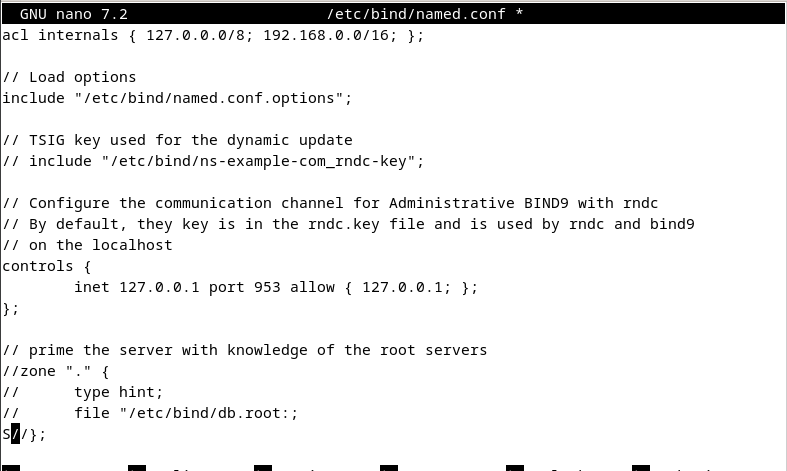 GNU nano 7.2 /etc/bind/named.conf *
acl internals { 127.0.0.0/8; 192.168.0.0/16; };
// Load options
include "/etc/bind/named.conf.options";
// TSIG key used for the dynamic update
// include "/etc/bind/ns-example-com_rndc-key";
// Configure the communication channel for Administrative BIND9 with rndc
// By default, they key is in the rndc.key file and is used by rndc and bind9
// on the localhost
controls {
inet 127.0.0.1 port 953 allow { 127.0.0.1; };
};
// prime the server with knowledge of the root servers
//zone "." {
// type hint;
// file "/etc/bind/db.root:;
S//};